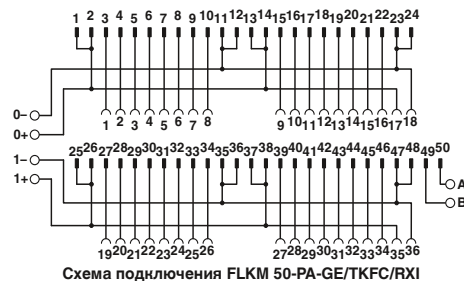 1 2 3 4 5 6 7 8 9 10 11 12 13 14 15 16 17 18 19 20 21 22 23 24
0–
0+
1 2 3 4 5 6 7 8 9 10 11 12 13 14 15 16 17 18
1–
1+
25 26 27 28 29 30 31 32 33 34 35 36 37 38 39 40 41 42 43 44 45 46 47 48 49 50
A
B
19 20 21 22 23 24 25 26 27 28 29 30 31 32 33 34 35 36
Схема подключения FLKM 50-PA-GE/TKFC/RXI